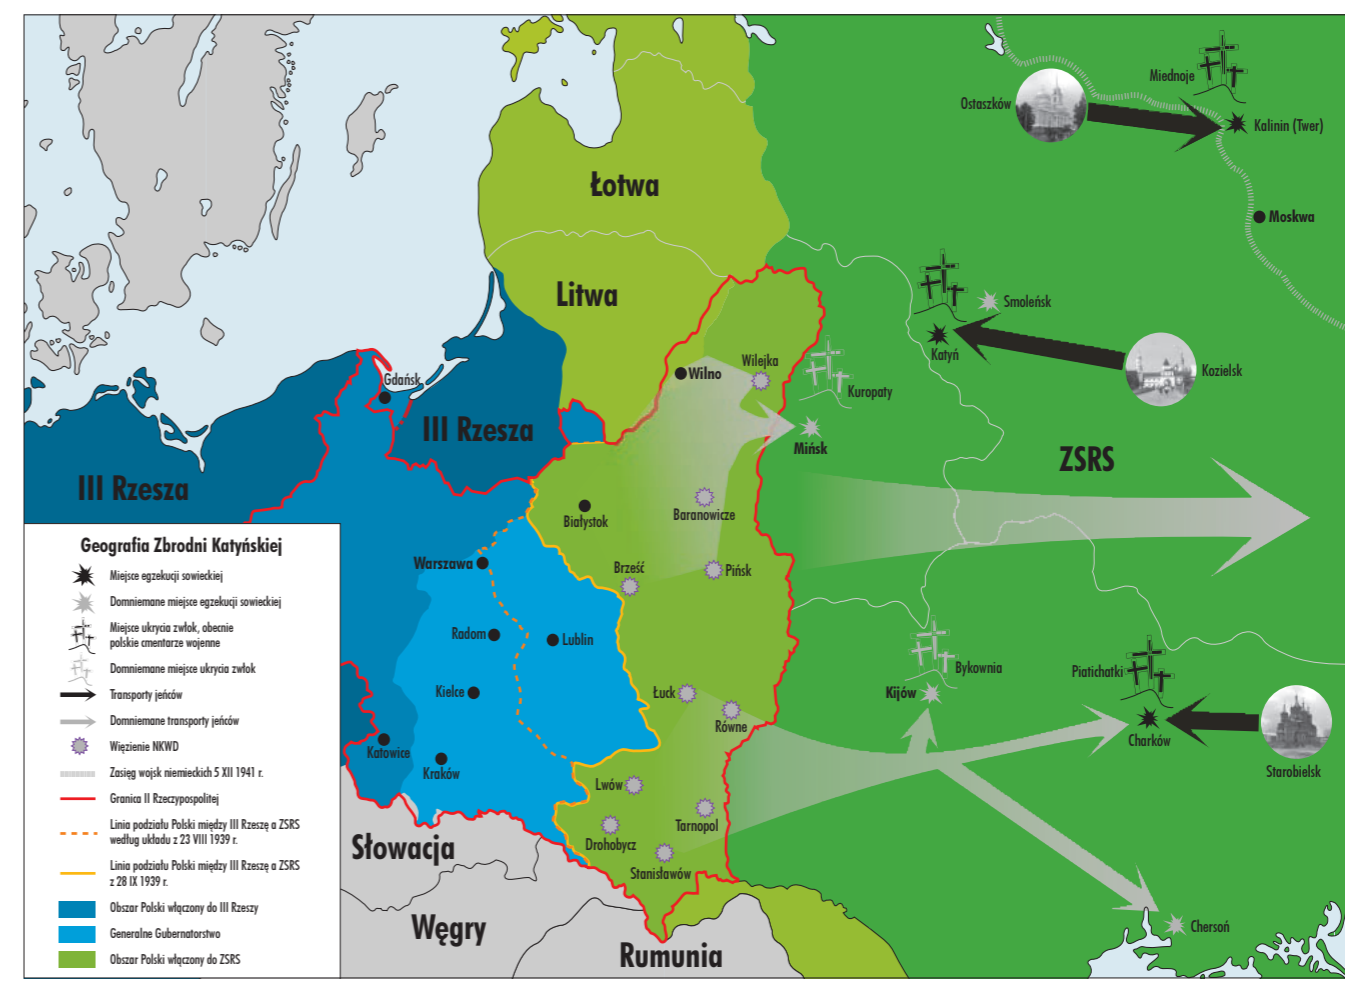 Miednoje
Ostaszków
Kalinin (Twer)
Moskwa
Łotwa
Litwa
Smoleńsk
Katyń
Kozielsk
Wilejka
Wilno
Kuropaty
Gdańsk
III Rzesza
Mińsk
ZSRS
III Rzesza
Baranowicze
Białystok
Warszawa
Brześć
Pińsk
Radom
Lublin
Kielce
Łuck
Równe
Bykownia
Kijów
Piatichatki
Charków
Starobielsk
Katowice
Kraków
Lwów
Tarnopol
Drohobycz
Stanisławów
Słowacja
Węgry
Rumunia
Chersoń
Geografia Zbrodni Katyńskiej
Miejsce egzekucji sowieckiej
Domniemane miejsce egzekucji sowieckiej
Miejsce ukrycia zwłok, obecnie
polskie cmentarze wojenne
Domniemane miejsce ukrycia zwłok
Transporty jeńców
Domniemane transporty jeńców
Więzienie NKWD
Zasięg wojsk niemieckich 5 XII 1941 r.
Granica II Rzeczypospolitej
Linia podziału Polski między III Rzeszę a ZSRS
według układu z 23 VIII 1939 r.
Linia podziału Polski między III Rzeszę a ZSRS
z 28 IX 1939 r.
Obszar Polski włączony do III Rzeszy
Generalne Gubernatorstwo
Obszar Polski włączony do ZSRS